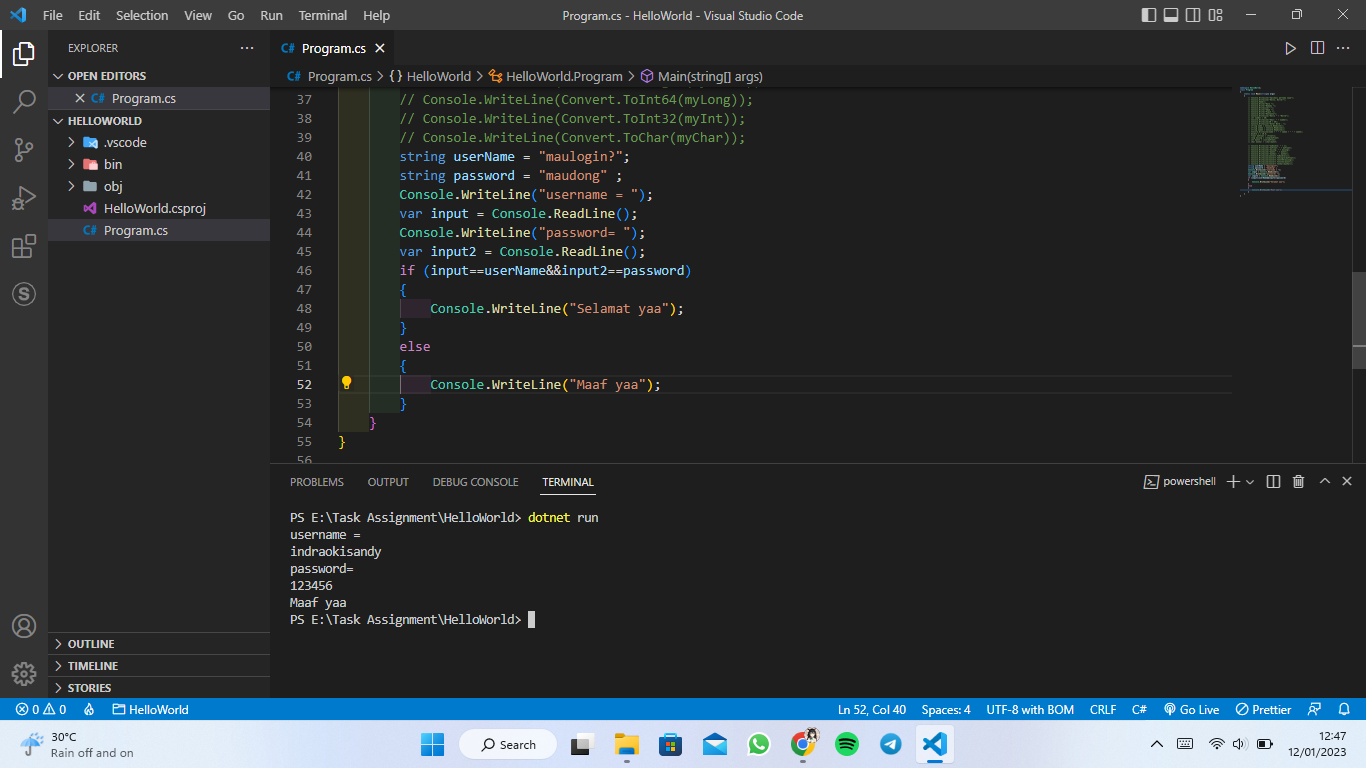 File Edit Selection View Go Run Terminal Help Program.cs - HelloWorld - Visual Studio Code
EXPLORER
OPEN EDITORS
C# Program.cs
HELLOWORLD
.vscode
bin
obj
HelloWorld.csproj
C# Program.cs
OUTLINE
TIMELINE
STORIES
C# Program.cs
C# Program.cs > {} HelloWorld > HelloWorld.Program > Main(string[] args)
37 // Console.WriteLine(Convert.ToInt64(myLong));
38 // Console.WriteLine(Convert.ToInt32(myInt));
39 // Console.WriteLine(Convert.ToChar(myChar));
40 string userName = "maulogin?";
41 string password = "maudong" ;
42 Console.WriteLine("username = ");
43 var input = Console.ReadLine();
44 Console.WriteLine("password= ");
45 var input2 = Console.ReadLine();
46 if (input==userName&&input2==password)
47 {
48 Console.WriteLine("Selamat yaa");
49 }
50 else
51 {
52 Console.WriteLine("Maaf yaa");
53 }
54 }
55 }
56
PROBLEMS OUTPUT DEBUG CONSOLE TERMINAL powershell
PS E:\Task Assignment\HelloWorld> dotnet run
username =
indraokisandy
password=
123456
Maaf yaa
PS E:\Task Assignment\HelloWorld>
0 0 HelloWorld Ln 52, Col 40 Spaces: 4 UTF-8 with BOM CRLF C# Go Live Prettier
30°C
Rain off and on
Search
12:47
12/01/2023